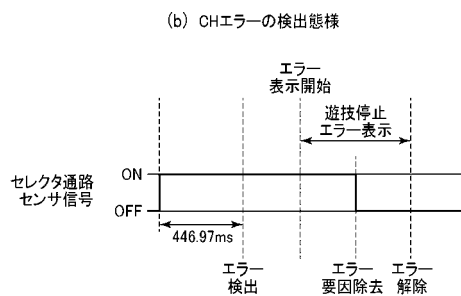 (b) CHエラーの検出態様
エラー
表示開始
遊技停止
エラー表示
セレクタ通路
センサ信号
ON
OFF
446.97ms
エラー
検出
エラー
要因除去
エラー
解除